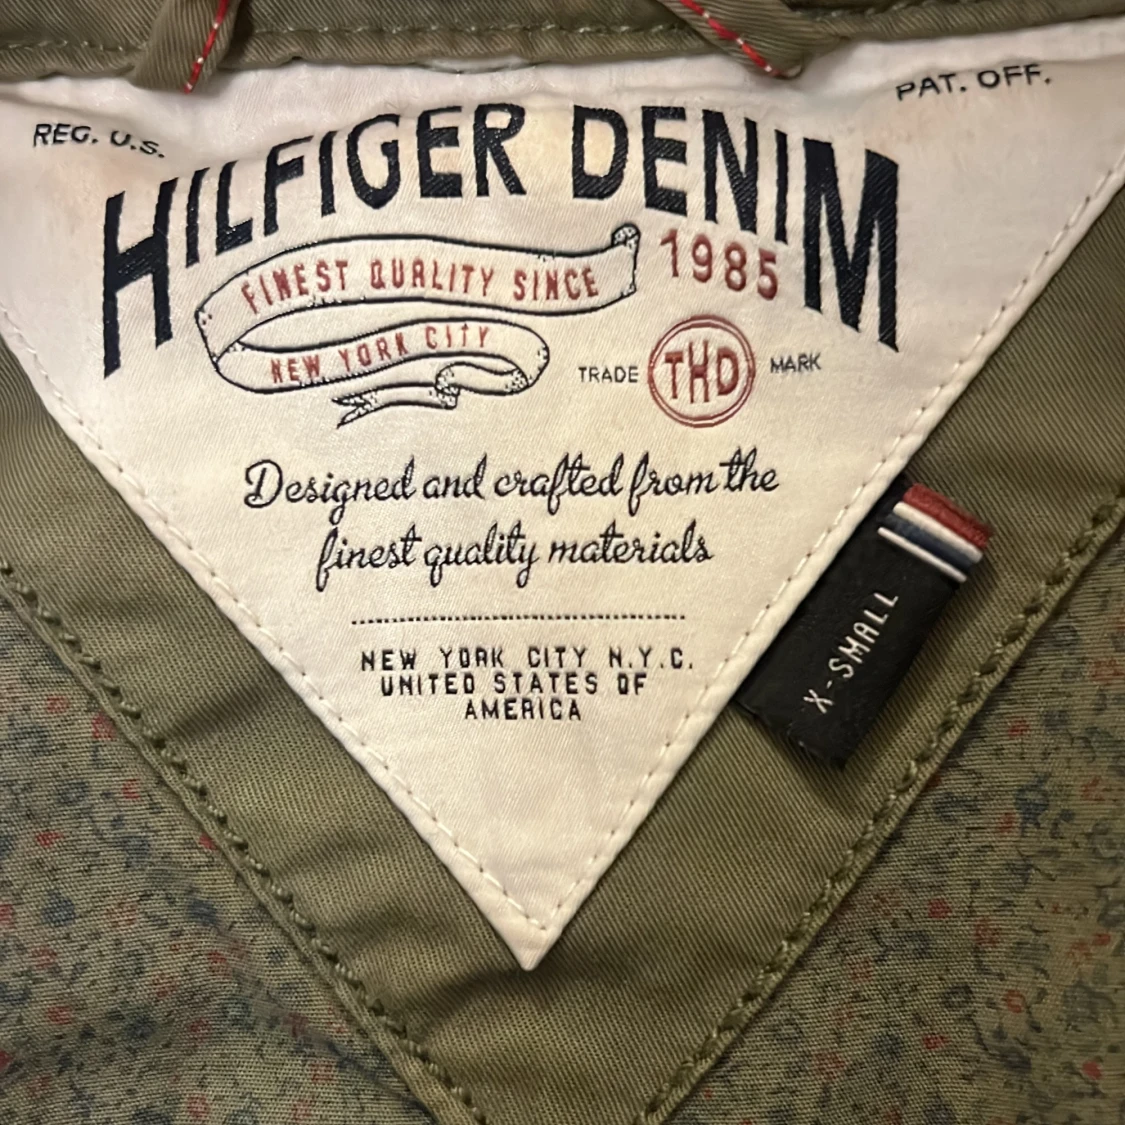 REG. U.S.
PAT. OFF.
HILFIGER DENIM
FINEST QUALITY SINCE
1985
NEW YORK CITY
TRADE THD MARK
Designed and crafted from the
finest quality materials
NEW YORK CITY N.Y.C.
UNITED STATES OF
AMERICA
X-SMALL